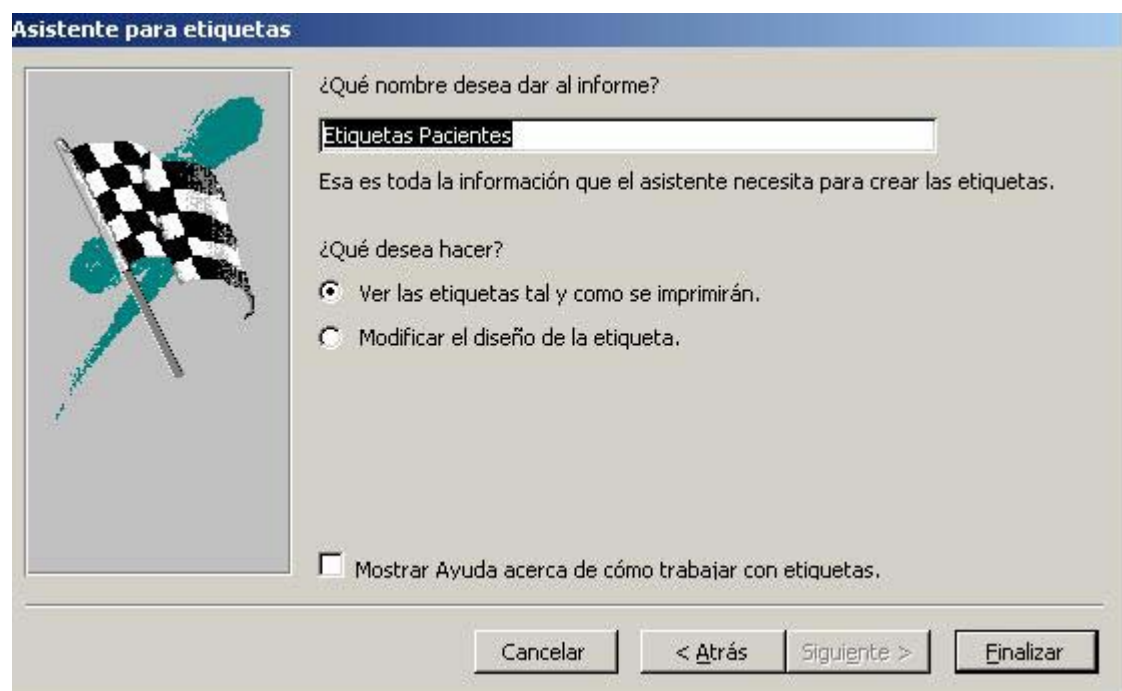 Asistente para etiquetas
¿Qué nombre desea dar al informe?
Etiquetas Pacientes
Esa es toda la información que el asistente necesita para crear las etiquetas.
¿Qué desea hacer?
Ver las etiquetas tal y como se imprimirán.
Modificar el diseño de la etiqueta.
Mostrar Ayuda acerca de cómo trabajar con etiquetas.
Cancelar < Atrás Siguiente > Finalizar